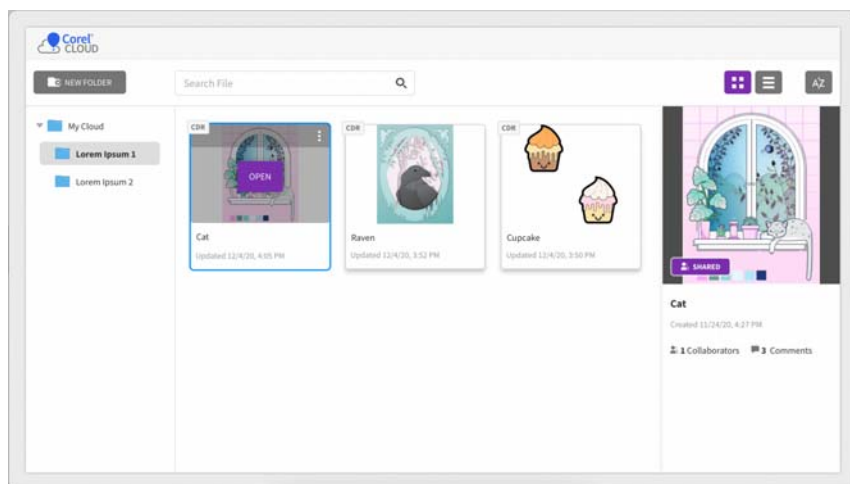 Corel
CLOUD
NEW FOLDER
Search File
My Cloud
Lorem Ipsum 1
Lorem Ipsum 2
CDR
OPEN
Cat
Updated 12/4/20, 4:05 PM
CDR
Raven
Updated 12/4/20, 3:52 PM
CDR
Cupcake
Updated 12/4/20, 3:50 PM
AZ
SHARED
Cat
Created 11/24/20, 4:27 PM
1 Collaborators
3 Comments